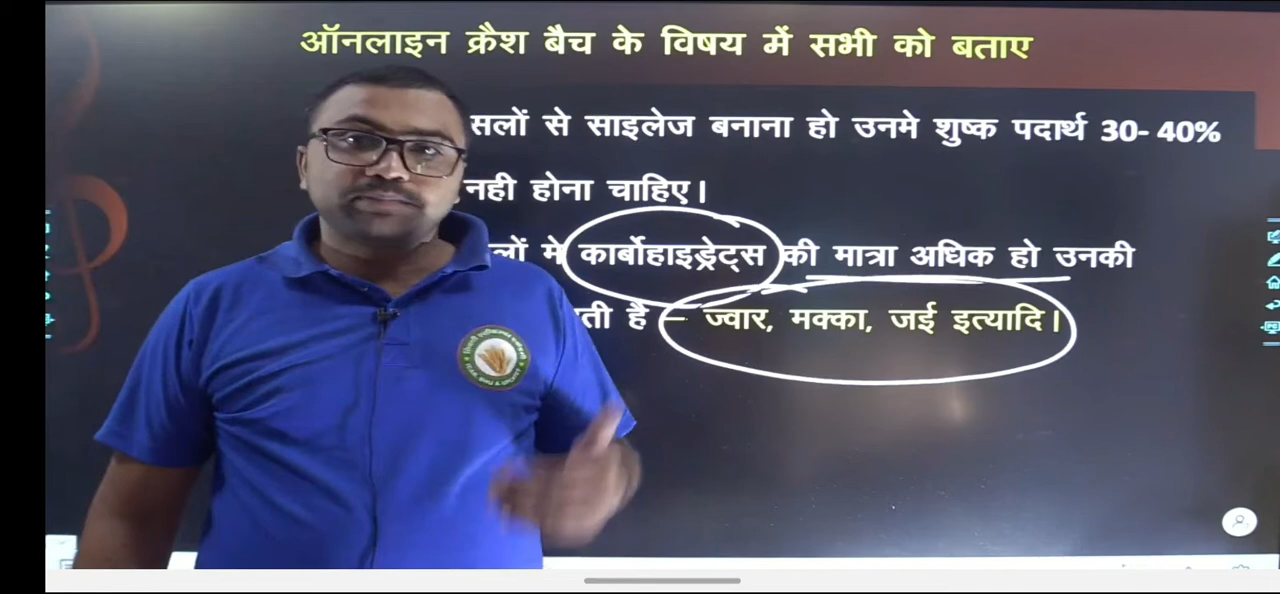 ऑनलाइन क्रैश बैच के विषय में सभी को बताए
सलों से साइलेज बनाना हो उनमे शुष्क पदार्थ 30- 40%
नही होना चाहिए।
लों मे कार्बोहाइड्रेट्स की मात्रा अधिक हो उनकी
ती है – ज्वार, मक्का, जई इत्यादि।